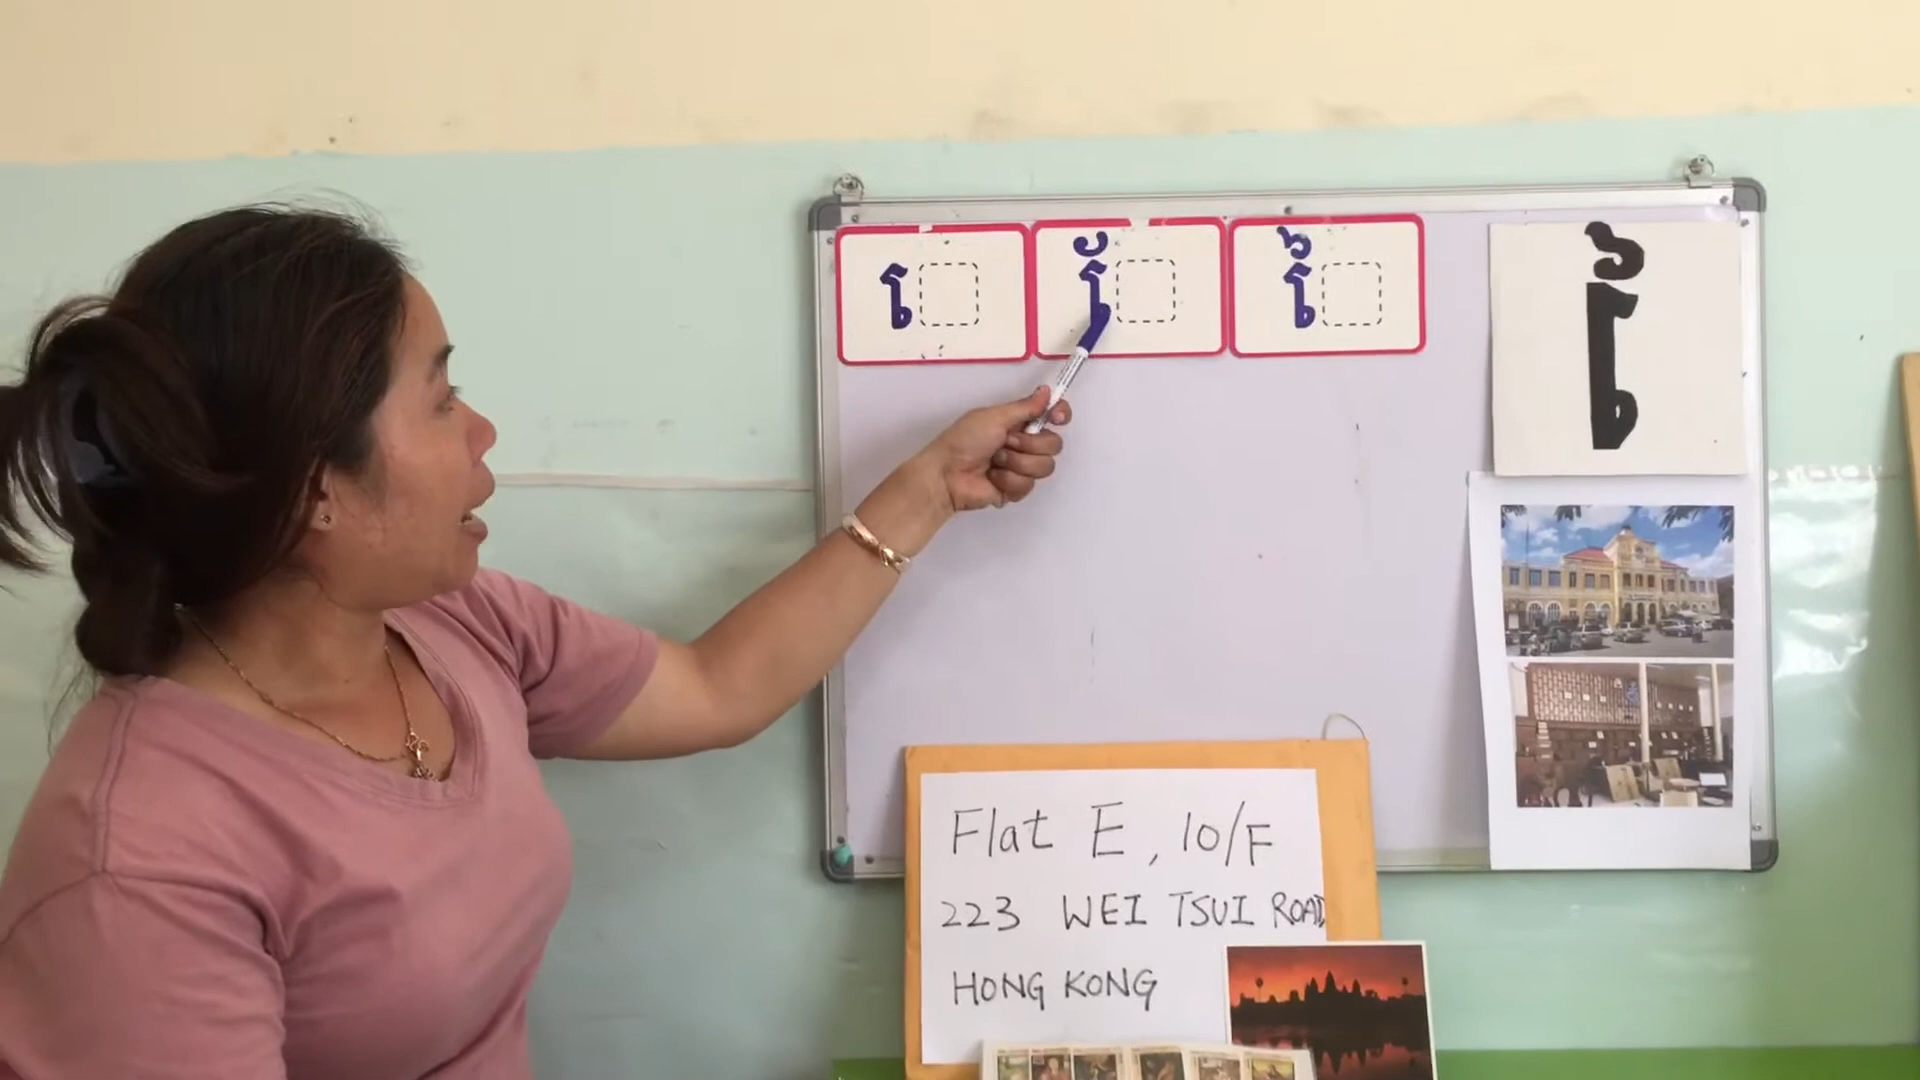 េ ែ ៃ
ៃ
Flat E, 10/F
223 WEI TSUI ROAD
HONG KONG